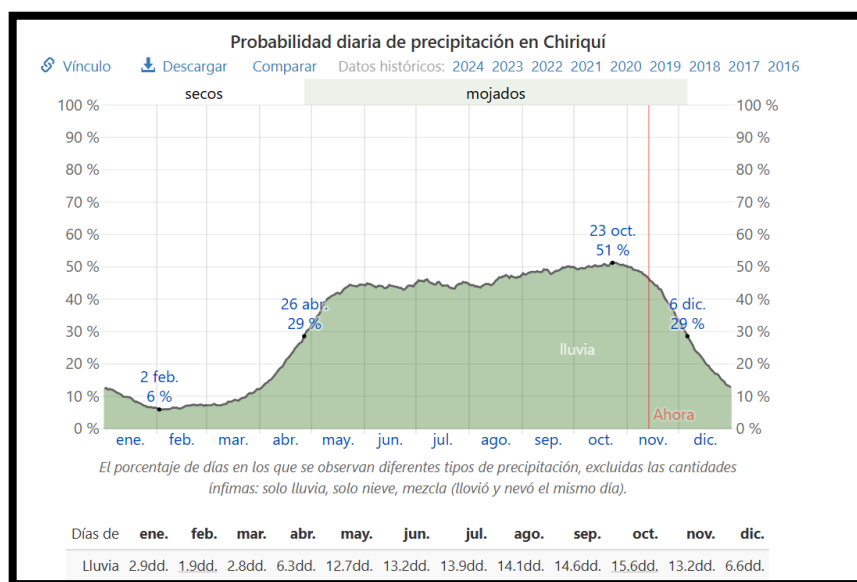 Probabilidad diaria de precipitación en Chiriquí
Vínculo Descargar Comparar Datos históricos: 2024 2023 2022 2021 2020 2019 2018 2017 2016
secos mojados
100 % 100 %
90 % 90 %
80 % 80 %
70 % 70 %
60 % 60 %
23 oct.
51 %
50 % 50 %
40 % 40 %
26 abr. 6 dic.
29 % 29 %
30 % 30 %
lluvia
20 % 20 %
2 feb.
6 %
10 % 10 %
Ahora
0 % 0 %
ene. feb. mar. abr. may. jun. jul. ago. sep. oct. nov. dic.
El porcentaje de días en los que se observan diferentes tipos de precipitación, excluidas las cantidades
ínfimas: solo lluvia, solo nieve, mezcla (llovió y nevó el mismo día).
Días de ene. feb. mar. abr. may. jun. jul. ago. sep. oct. nov. dic.
Lluvia 2.9dd. 1.9dd. 2.8dd. 6.3dd. 12.7dd. 13.2dd. 13.9dd. 14.1dd. 14.6dd. 15.6dd. 13.2dd. 6.6dd.